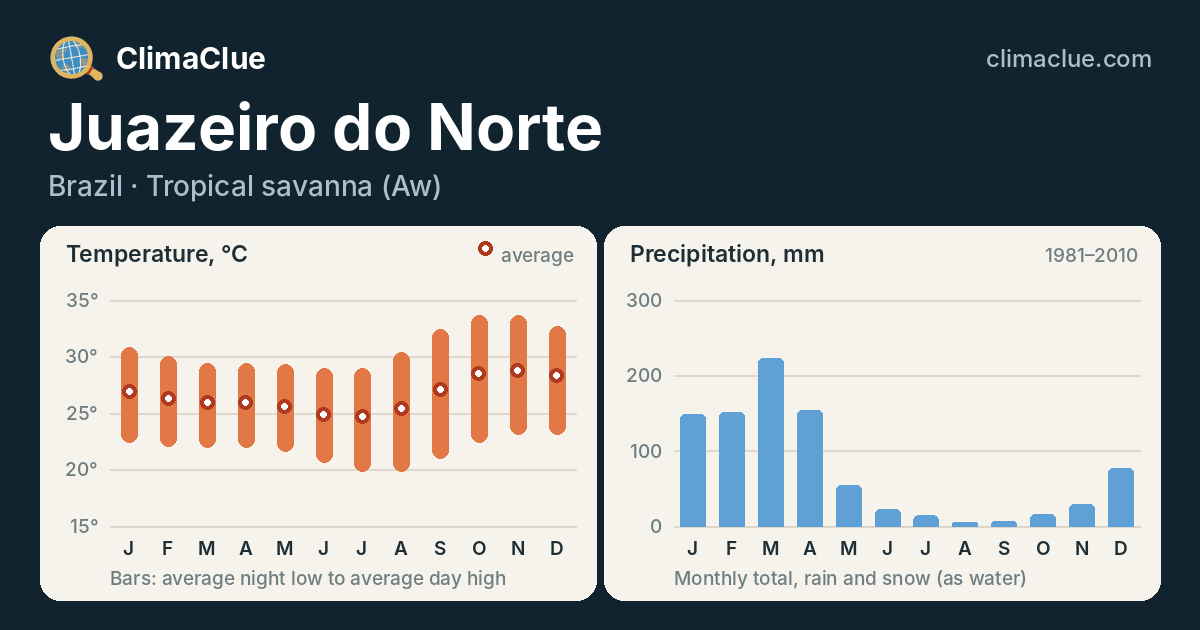 ClimaClue
climaclue.com
Juazeiro do Norte
Brazil · Tropical savanna (Aw)
Temperature, °C
average
35°
30°
25°
20°
15°
J F M A M J J A S O N D
Bars: average night low to average day high
Precipitation, mm
1981–2010
300
200
100
0
J F M A M J J A S O N D
Monthly total, rain and snow (as water)